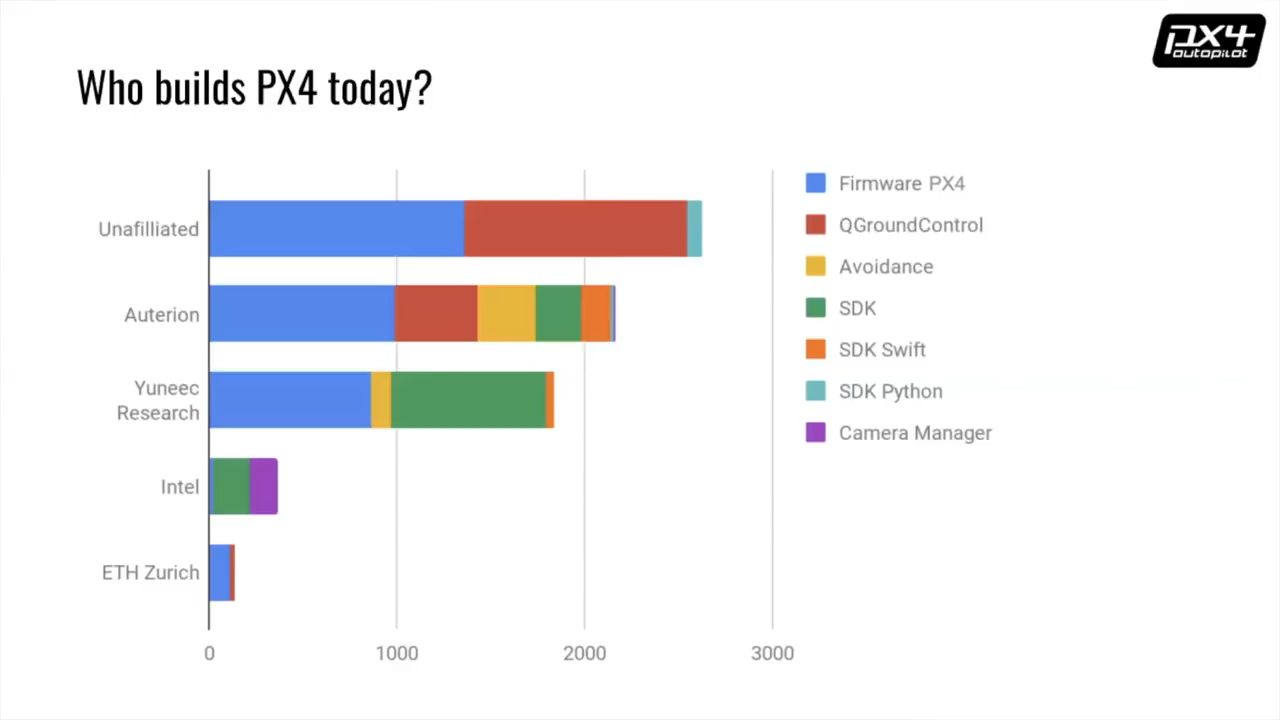 PX4
autopilot
Who builds PX4 today?
Unafilliated
Auterion
Yuneec
Research
Intel
ETH Zurich
0
1000
2000
3000
Firmware PX4
QGroundControl
Avoidance
SDK
SDK Swift
SDK Python
Camera Manager